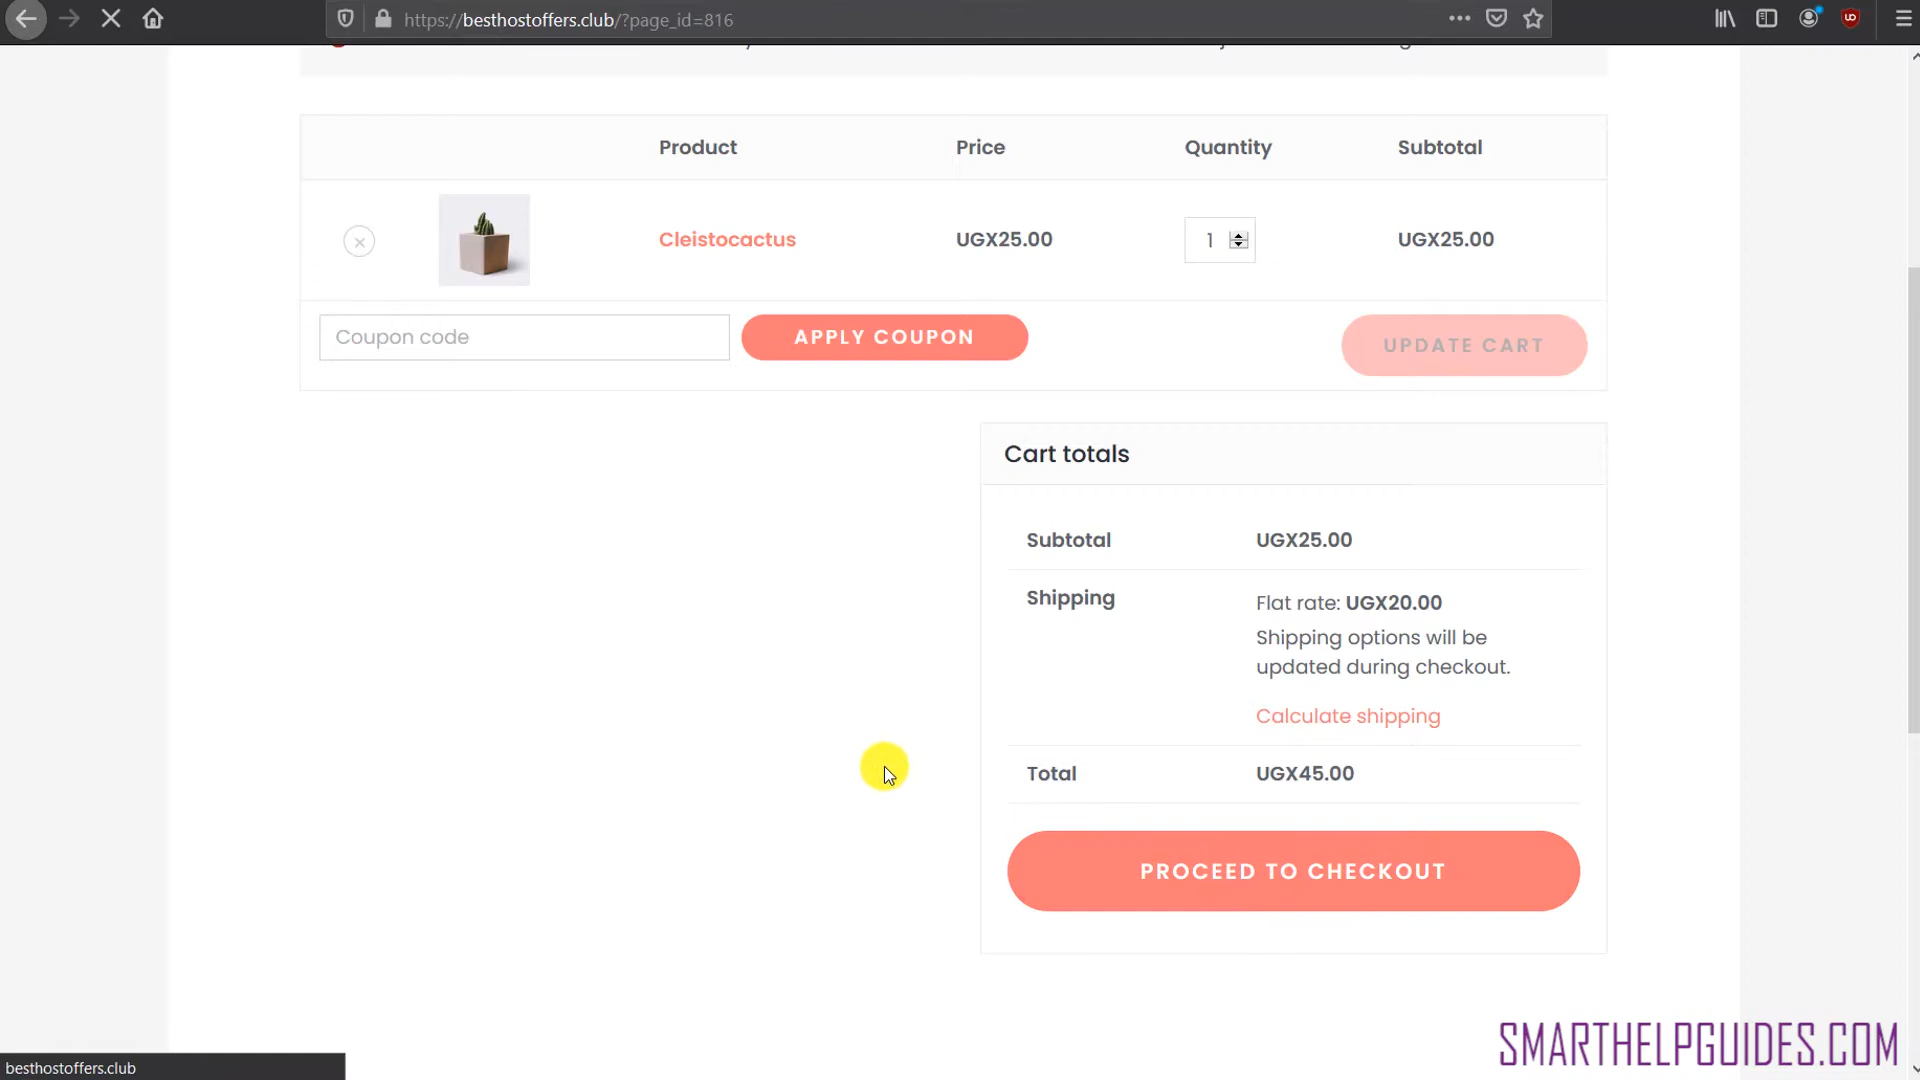 https://besthostoffers.club/?page_id=816
Product Price Quantity Subtotal
Cleistocactus UGX25.00 1 UGX25.00
Coupon code APPLY COUPON UPDATE CART
Cart totals
Subtotal UGX25.00
Shipping Flat rate: UGX20.00
Shipping options will be
updated during checkout.
Calculate shipping
Total UGX45.00
PROCEED TO CHECKOUT
SMARTHELPGUIDES.COM
besthostoffers.club